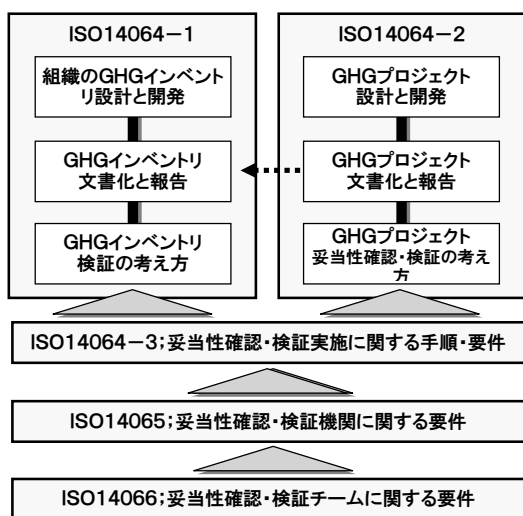 ISO14064－1
組織のGHGインベント
リ設計と開発
GHGインベントリ
文書化と報告
GHGインベントリ
検証の考え方
ISO14064－2
GHGプロジェクト
設計と開発
GHGプロジェクト
文書化と報告
GHGプロジェクト
妥当性確認・検証の考え
方
ISO14064－3；妥当性確認・検証実施に関する手順・要件
ISO14065；妥当性確認・検証機関に関する要件
ISO14066；妥当性確認・検証チームに関する要件